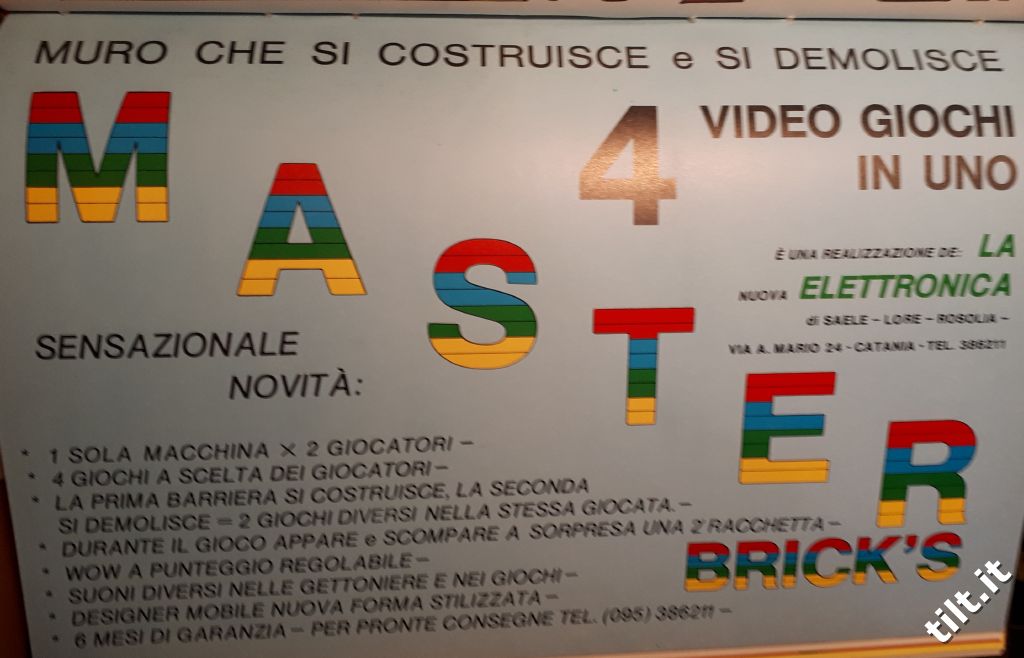 MURO CHE SI COSTRUISCE e SI DEMOLISCE
MASTER
4 VIDEO GIOCHI
IN UNO
È UNA REALIZZAZIONE DE: LA
NUOVA ELETTRONICA
di SAELE - LORE - ROSOLIA -
VIA A. MARIO 24 - CATANIA - TEL. 386211
SENSAZIONALE
NOVITÀ:
* 1 SOLA MACCHINA × 2 GIOCATORI -
* 4 GIOCHI A SCELTA DEI GIOCATORI -
* LA PRIMA BARRIERA SI COSTRUISCE, LA SECONDA
SI DEMOLISCE = 2 GIOCHI DIVERSI NELLA STESSA GIOCATA. -
* DURANTE IL GIOCO APPARE e SCOMPARE A SORPRESA UNA 2ª RACCHETTA -
* WOW A PUNTEGGIO REGOLABILE -
* SUONI DIVERSI NELLE GETTONIERE E NEI GIOCHI -
* DESIGNER MOBILE NUOVA FORMA STILIZZATA -
* 6 MESI DI GARANZIA - PER PRONTE CONSEGNE TEL. (095) 386211 -
BRICK'S
tilt.it